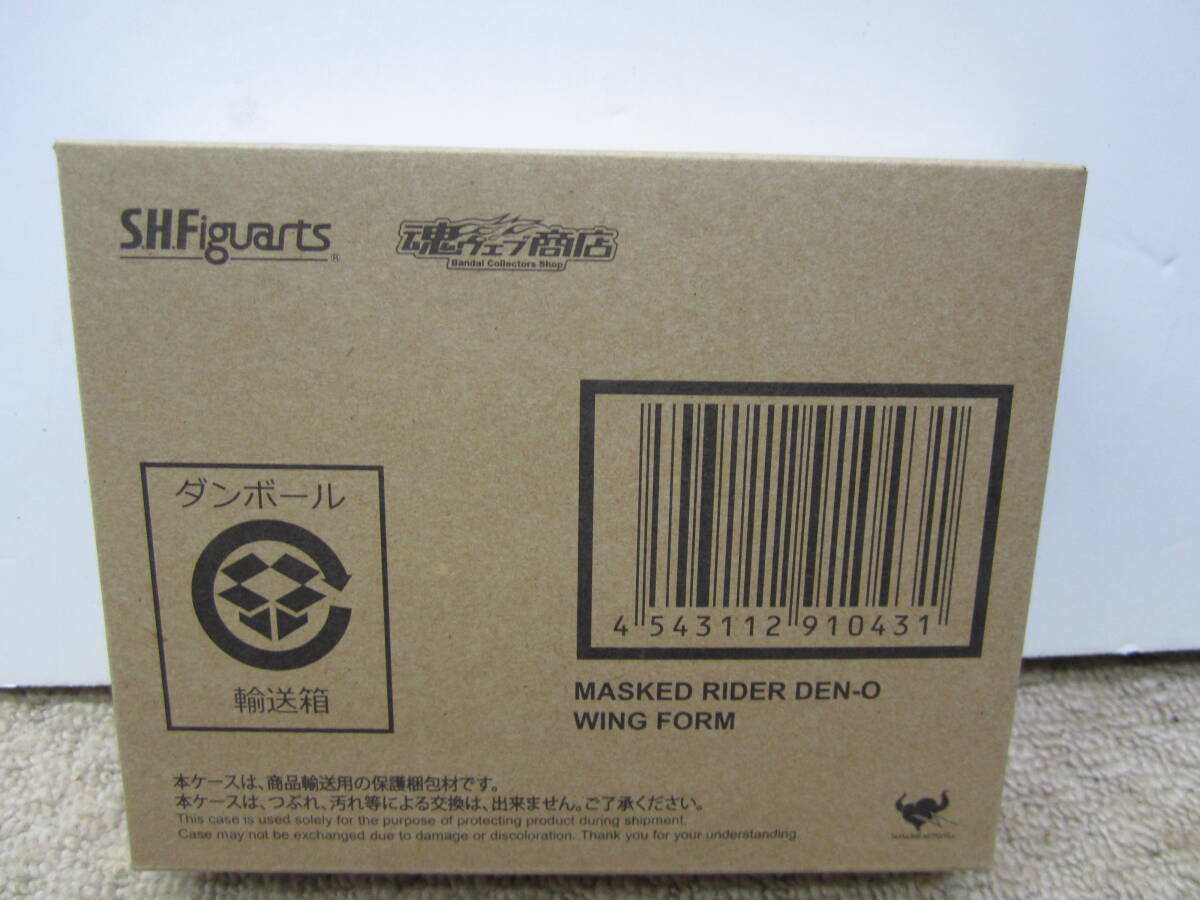 S.H.Figuarts ®
魂ウェブ商店
Bandai Collectors Shop
ダンボール
輸送箱
4 543112 910431
MASKED RIDER DEN-O
WING FORM
本ケースは、商品輸送用の保護梱包材です。
本ケースは、つぶれ、汚れ等による交換は、出来ません。ご了承ください。
This case is used solely for the purpose of protecting product during shipment.
Case may not be exchanged due to damage or discoloration. Thank you for your understanding.